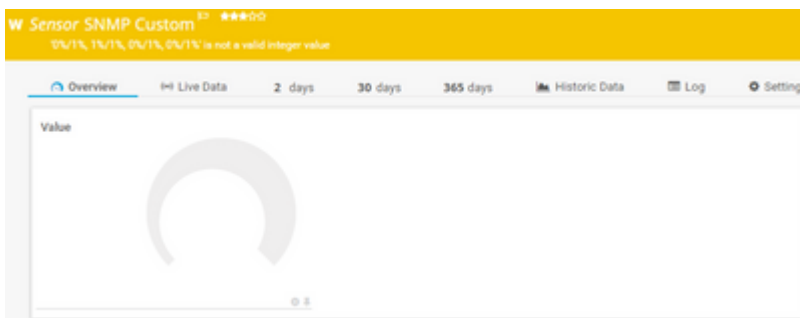 W Sensor SNMP Custom
'0%/1%, 1%/1%, 0%/1%, 0%/1%' is not a valid integer value
Overview Live Data 2 days 30 days 365 days Historic Data Log Setting
Value